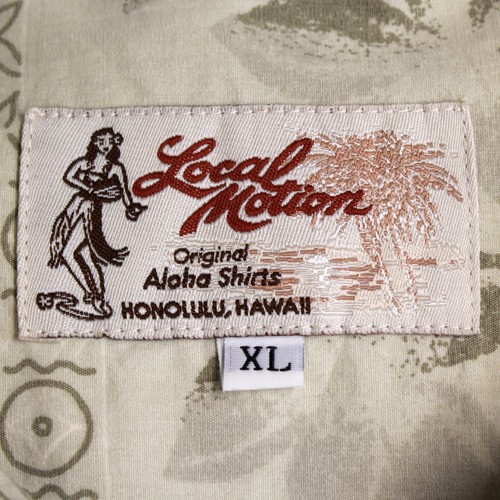 Local
Motion
Original
Aloha Shirts
HONOLULU, HAWAII
XL